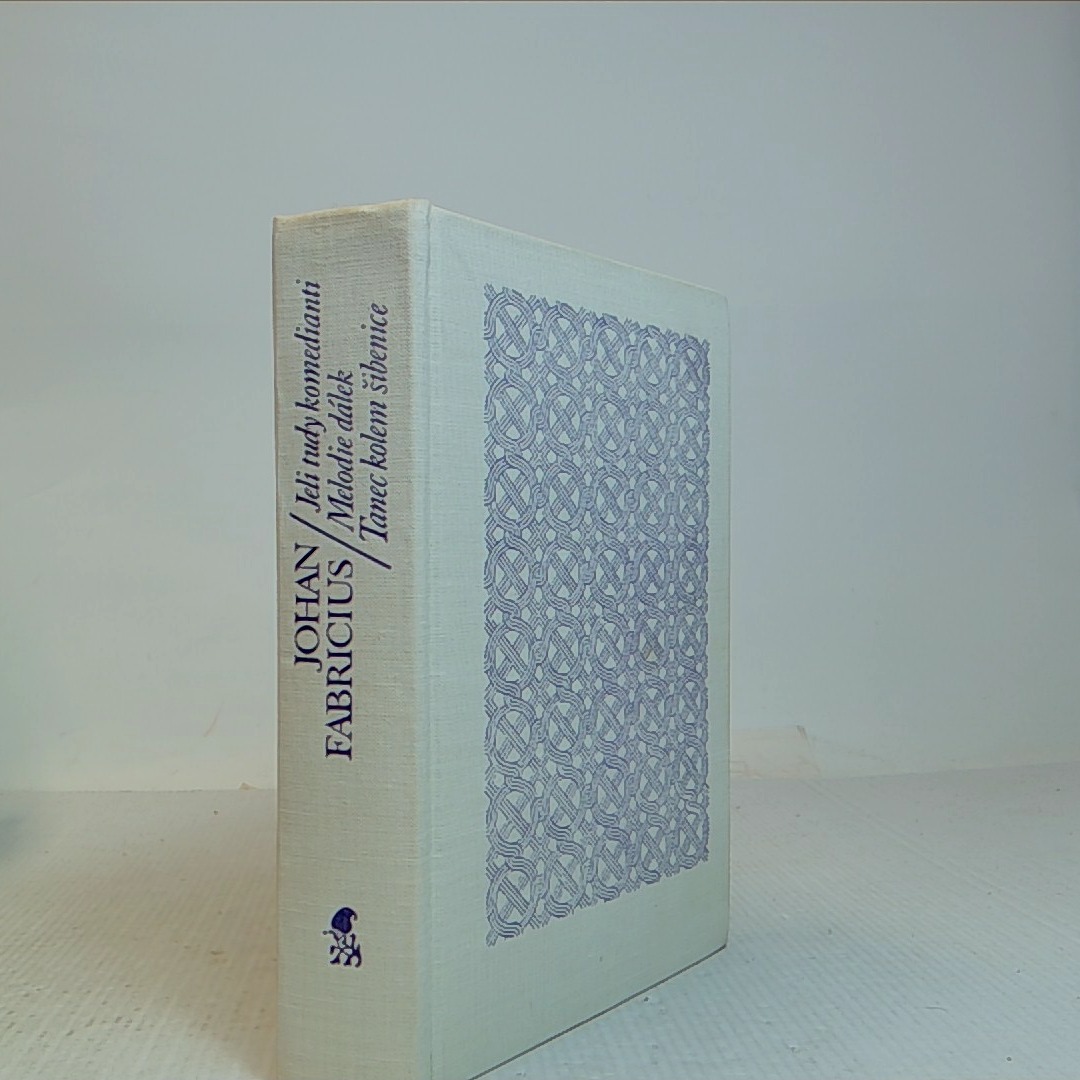 JOHAN
FABRICIUS
/Jeli tudy komedianti
/Melodie dálek
/Tanec kolem šibenice